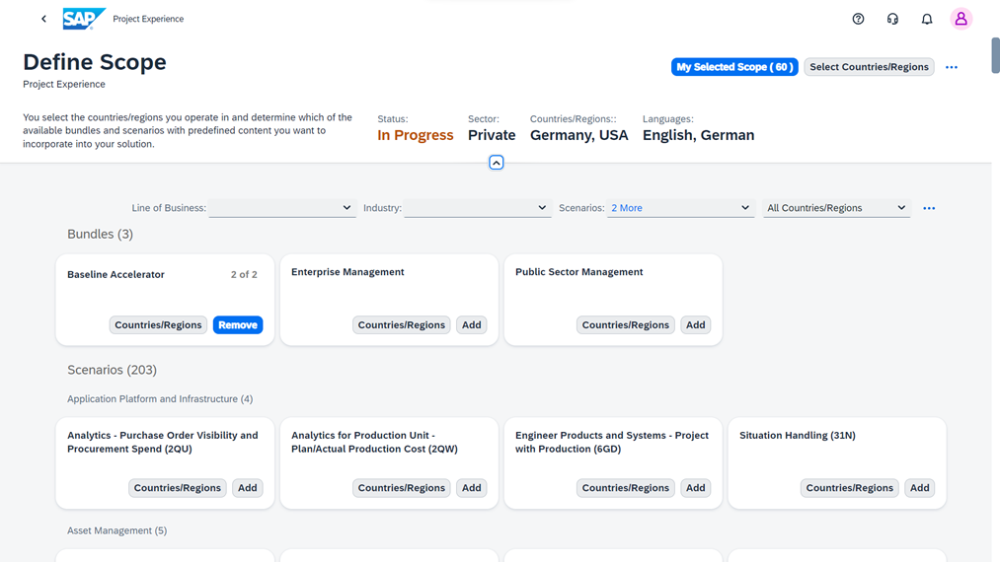 SAP Project Experience
Define Scope
My Selected Scope ( 60 ) Select Countries/Regions
Project Experience
You select the countries/regions you operate in and determine which of the
available bundles and scenarios with predefined content you want to
incorporate into your solution.
Status: Sector: Countries/Regions:: Languages:
In Progress Private Germany, USA English, German
Line of Business: Industry: Scenarios: 2 More All Countries/Regions
Bundles (3)
Baseline Accelerator 2 of 2
Countries/Regions Remove
Enterprise Management
Countries/Regions Add
Public Sector Management
Countries/Regions Add
Scenarios (203)
Application Platform and Infrastructure (4)
Analytics - Purchase Order Visibility and
Procurement Spend (2QU)
Countries/Regions Add
Analytics for Production Unit -
Plan/Actual Production Cost (2QW)
Countries/Regions Add
Engineer Products and Systems - Project
with Production (6GD)
Countries/Regions Add
Situation Handling (31N)
Countries/Regions Add
Asset Management (5)